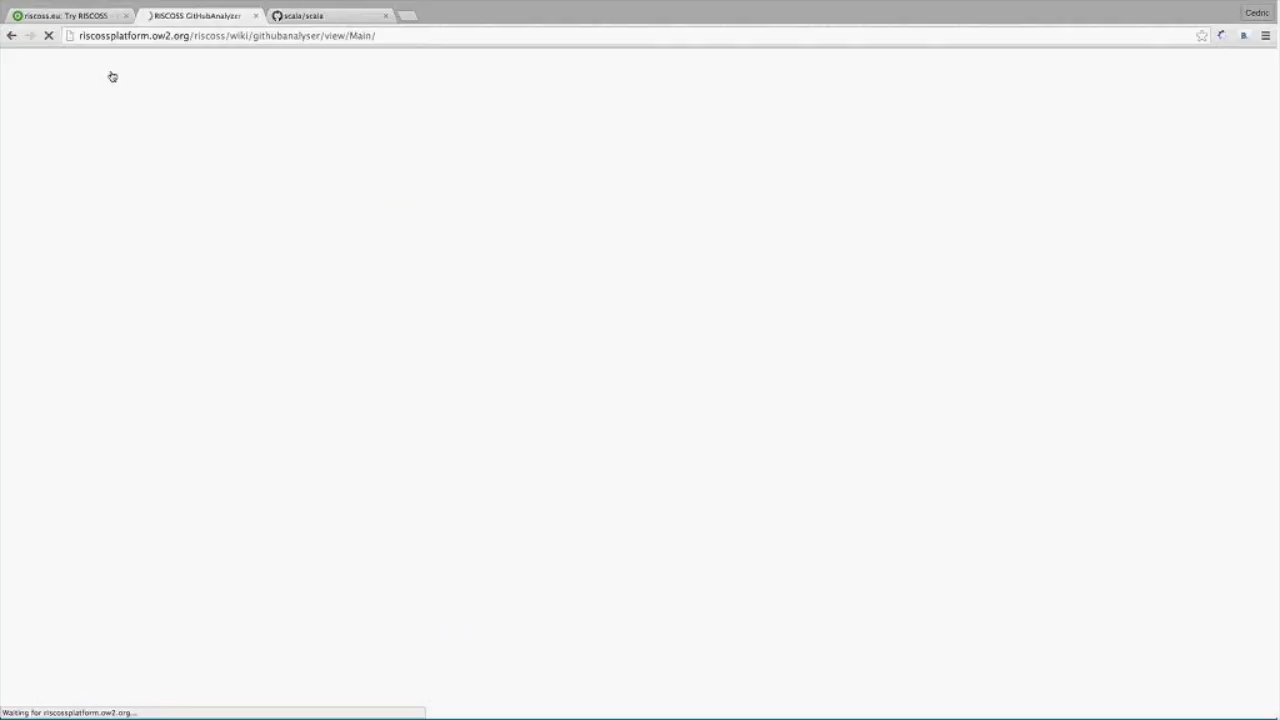 riscoss.eu: Try RISCOSS
RISCOSS GitHubAnalyzer
scala/scala
Cedric
riscossplatform.ow2.org/riscoss/wiki/githubanalyser/view/Main/
B.
Waiting for riscossplatform.ow2.org...